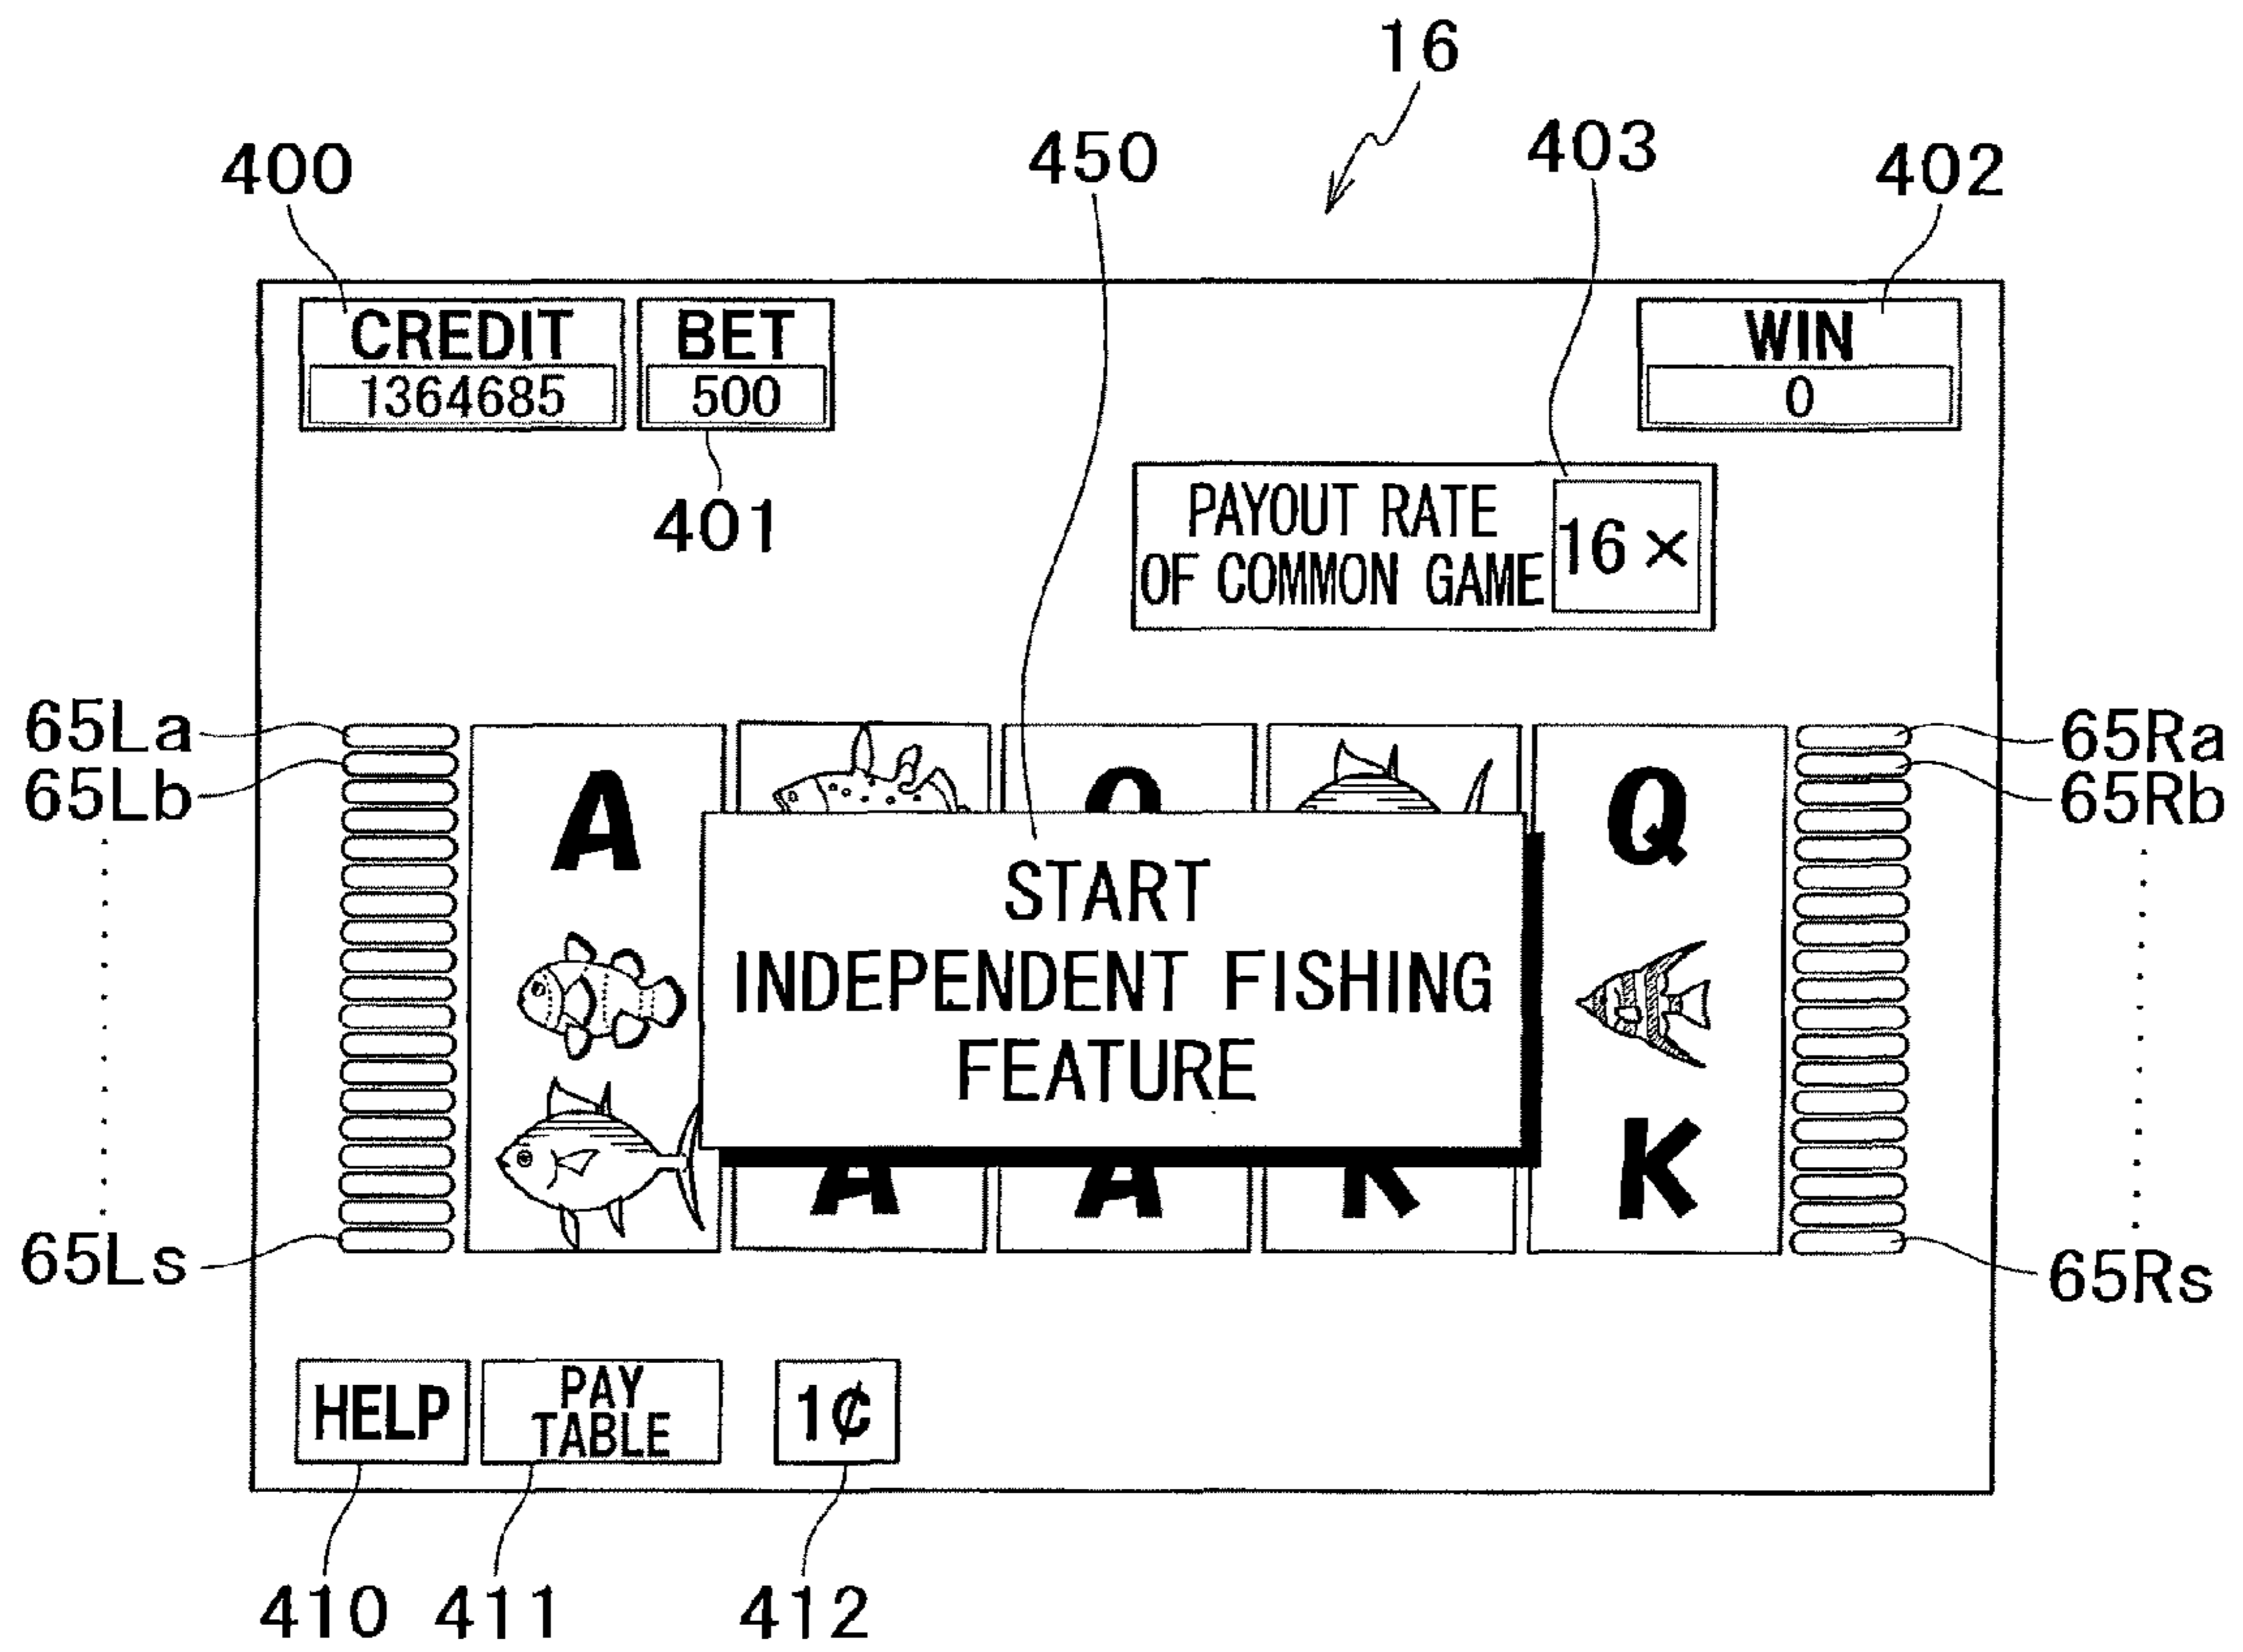 16
400
450
403
402
CREDIT
1364685
BET
500
WIN
0
401
PAYOUT RATE
OF COMMON GAME
16×
65La
65Lb
65Ls
65Ra
65Rb
65Rs
A
Q
Q
START
INDEPENDENT FISHING
FEATURE
A
A
K
K
HELP
PAY
TABLE
1¢
410
411
412